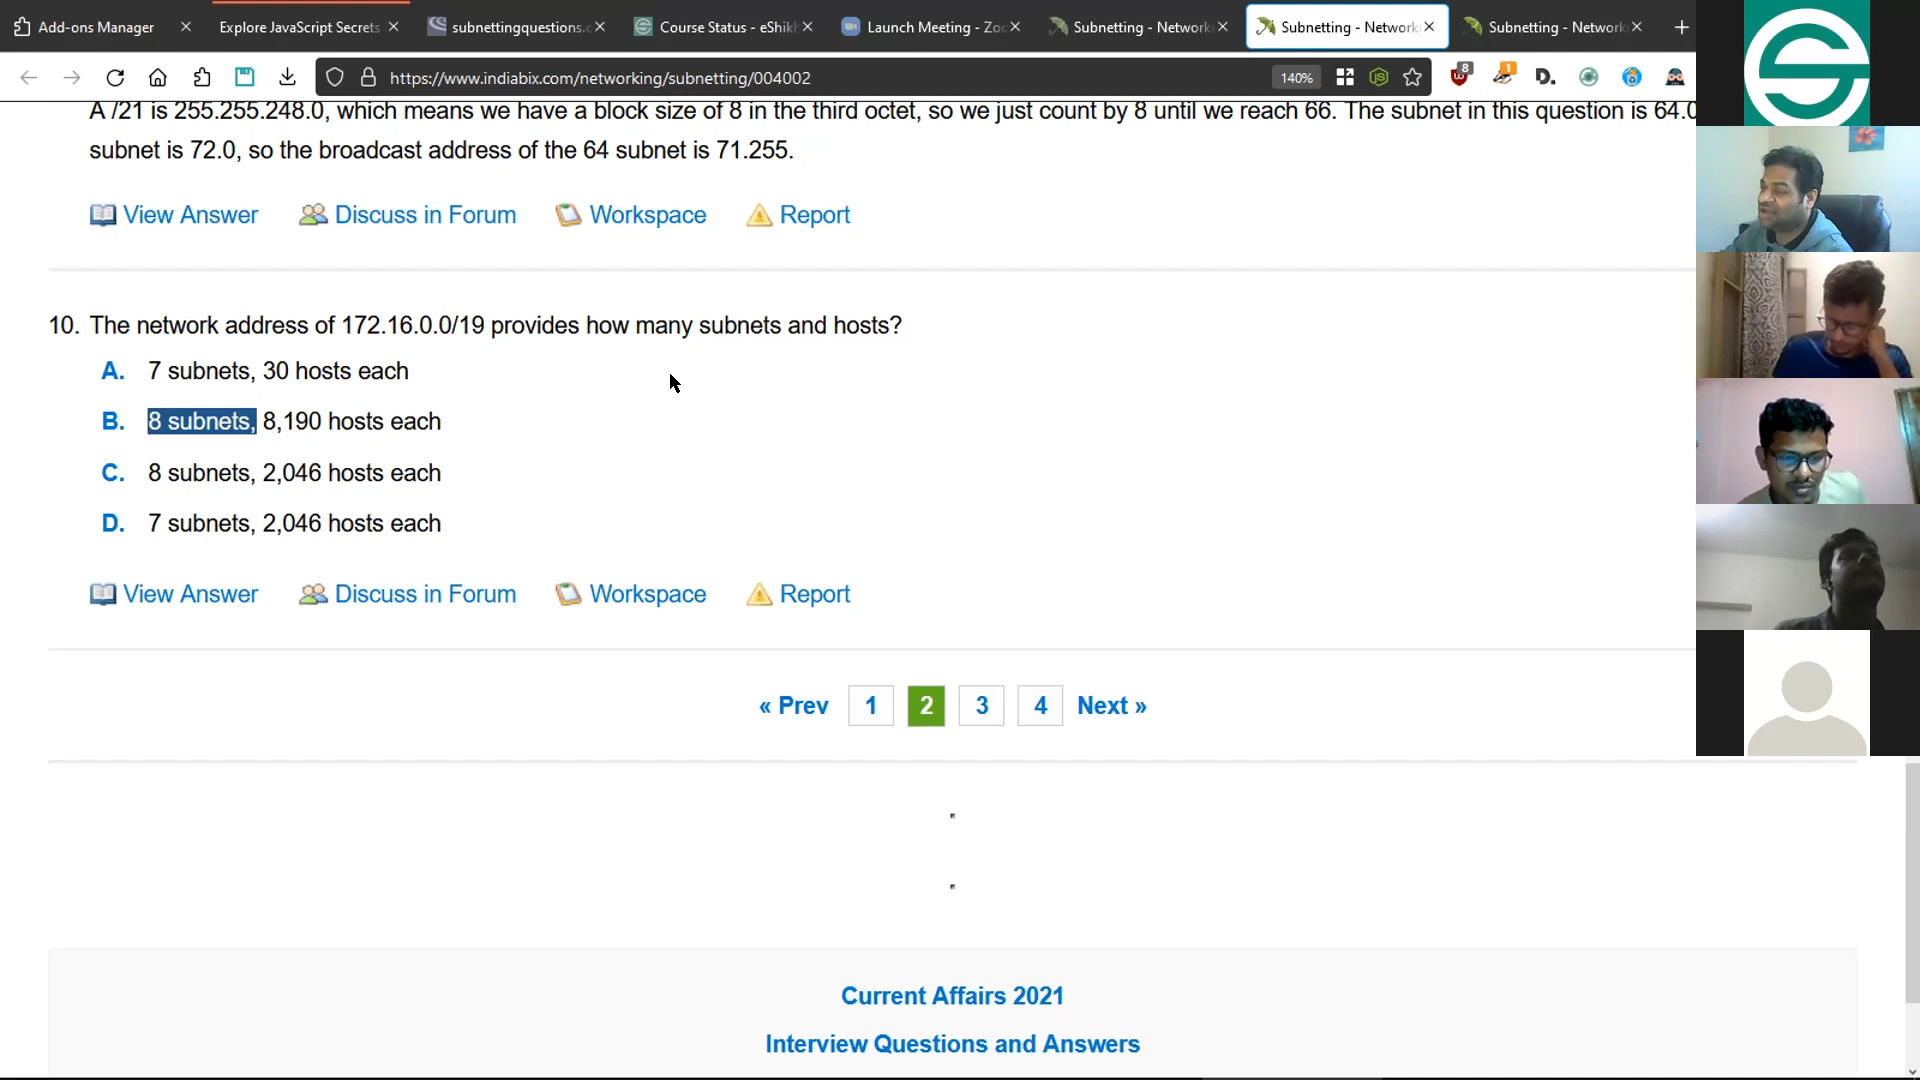 Add-ons Manager
Explore JavaScript Secrets
subnettingquestions.c
Course Status - eShik
Launch Meeting - Zoo
Subnetting - Network
Subnetting - Network
Subnetting - Network
https://www.indiabix.com/networking/subnetting/004002
140%
8
1
D.
A /21 is 255.255.248.0, which means we have a block size of 8 in the third octet, so we just count by 8 until we reach 66. The subnet in this question is 64.0
subnet is 72.0, so the broadcast address of the 64 subnet is 71.255.
View Answer Discuss in Forum Workspace Report
10. The network address of 172.16.0.0/19 provides how many subnets and hosts?
A. 7 subnets, 30 hosts each
B. 8 subnets, 8,190 hosts each
C. 8 subnets, 2,046 hosts each
D. 7 subnets, 2,046 hosts each
View Answer Discuss in Forum Workspace Report
« Prev 1 2 3 4 Next »
Current Affairs 2021
Interview Questions and Answers